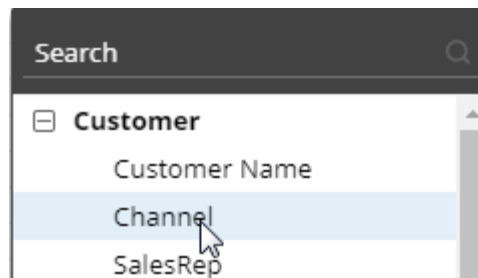 Search
Customer
Customer Name
Channel
SalesRep